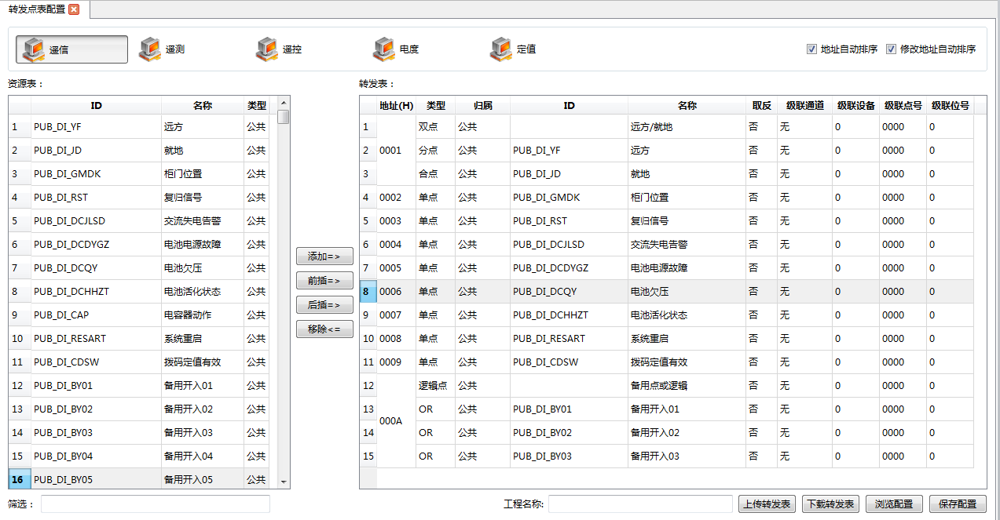 转发点表配置
遥信 遥测 遥控 电度 定值 地址自动排序 修改地址自动排序
资源表：
ID 名称 类型
1 PUB_DI_YF 远方 公共
2 PUB_DI_JD 就地 公共
3 PUB_DI_GMDK 柜门位置 公共
4 PUB_DI_RST 复归信号 公共
5 PUB_DI_DCJLSD 交流失电告警 公共
6 PUB_DI_DCDYGZ 电池电源故障 公共
7 PUB_DI_DCQY 电池欠压 公共
8 PUB_DI_DCHHZT 电池活化状态 公共
9 PUB_DI_CAP 电容器动作 公共
10 PUB_DI_RESART 系统重启 公共
11 PUB_DI_CDSW 拨码定值有效 公共
12 PUB_DI_BY01 备用开入01 公共
13 PUB_DI_BY02 备用开入02 公共
14 PUB_DI_BY03 备用开入03 公共
15 PUB_DI_BY04 备用开入04 公共
16 PUB_DI_BY05 备用开入05 公共
筛选：
添加=>
前插=>
后插=>
移除<=
转发表：
地址(H) 类型 归属 ID 名称 取反 级联通道 级联设备 级联点号 级联位号
1 双点 公共 远方/就地 否 无 0 0000 0
2 0001 分点 公共 PUB_DI_YF 远方 否 无 0 0000 0
3 合点 公共 PUB_DI_JD 就地 否 无 0 0000 0
4 0002 单点 公共 PUB_DI_GMDK 柜门位置 否 无 0 0000 0
5 0003 单点 公共 PUB_DI_RST 复归信号 否 无 0 0000 0
6 0004 单点 公共 PUB_DI_DCJLSD 交流失电告警 否 无 0 0000 0
7 0005 单点 公共 PUB_DI_DCDYGZ 电池电源故障 否 无 0 0000 0
8 0006 单点 公共 PUB_DI_DCQY 电池欠压 否 无 0 0000 0
9 0007 单点 公共 PUB_DI_DCHHZT 电池活化状态 否 无 0 0000 0
10 0008 单点 公共 PUB_DI_RESART 系统重启 否 无 0 0000 0
11 0009 单点 公共 PUB_DI_CDSW 拨码定值有效 否 无 0 0000 0
12 逻辑点 公共 备用点或逻辑 否 无 0 0000 0
13 OR 公共 PUB_DI_BY01 备用开入01 否 无 0 0000 0
000A
14 OR 公共 PUB_DI_BY02 备用开入02 否 无 0 0000 0
15 OR 公共 PUB_DI_BY03 备用开入03 否 无 0 0000 0
工程名称: 上传转发表 下载转发表 浏览配置 保存配置